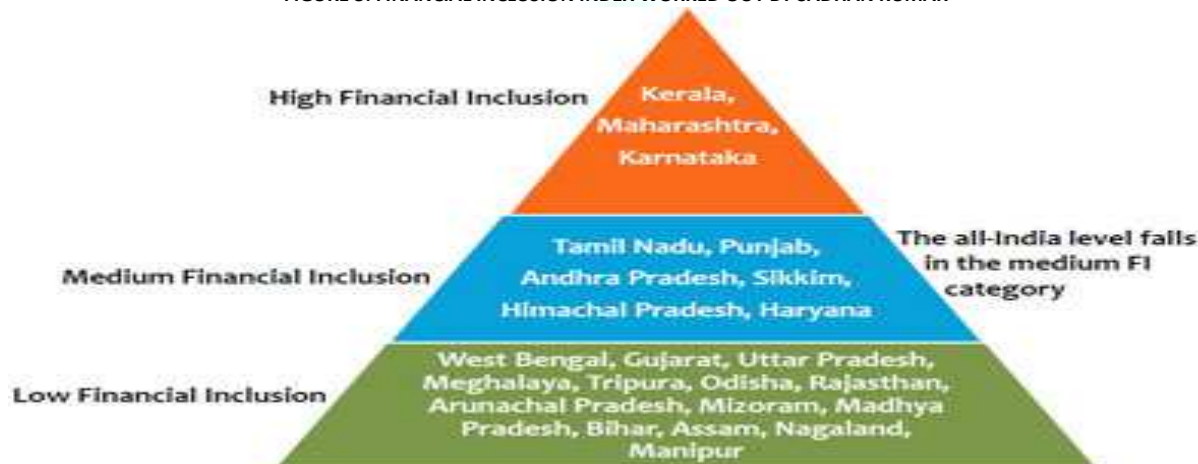 High Financial Inclusion
Kerala,
Maharashtra,
Karnataka
Medium Financial Inclusion
Tamil Nadu, Punjab,
Andhra Pradesh, Sikkim,
Himachal Pradesh, Haryana
The all-India level falls
in the medium FI
category
Low Financial Inclusion
West Bengal, Gujarat, Uttar Pradesh,
Meghalaya, Tripura, Odisha, Rajasthan,
Arunachal Pradesh, Mizoram, Madhya
Pradesh, Bihar, Assam, Nagaland,
Manipur